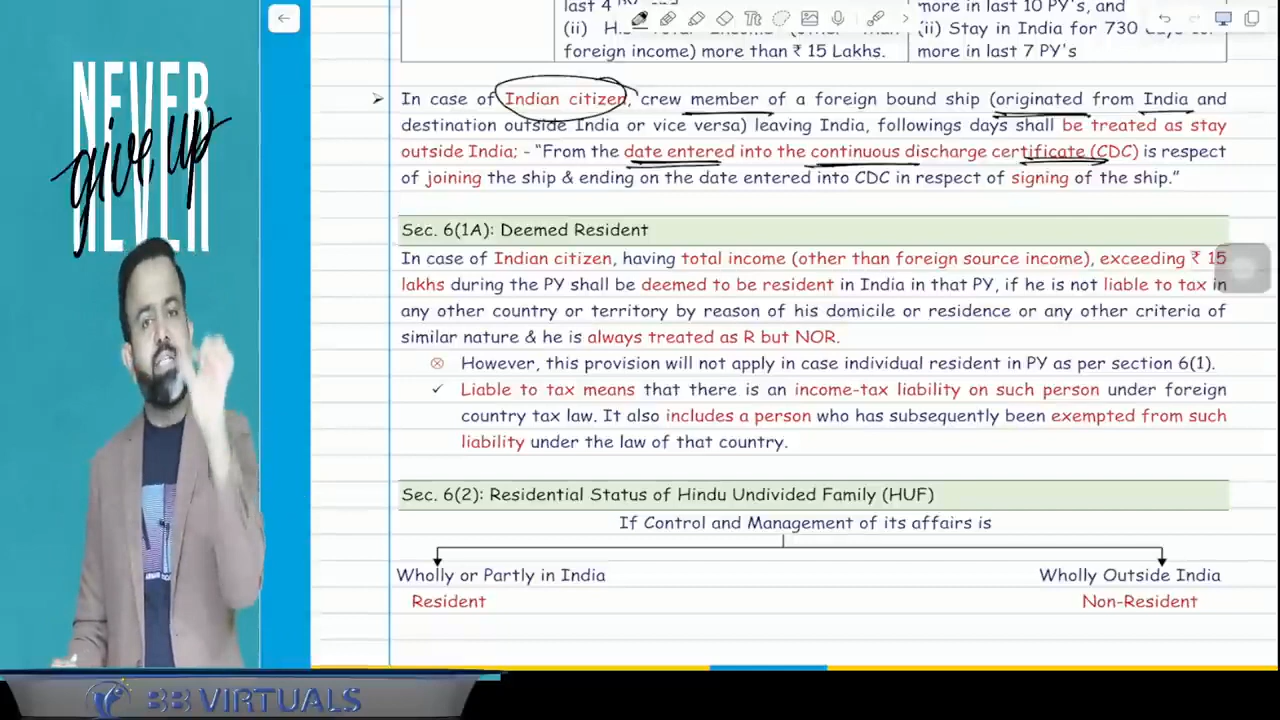 last 4 PY, and
(ii) H s Total Income (other than
foreign income) more than ₹ 15 Lakhs.
more in last 10 PY's, and
(ii) Stay in India for 730 days or
more in last 7 PY's
NEVER
give up
NEVER
➢ In case of Indian citizen, crew member of a foreign bound ship (originated from India and
destination outside India or vice versa) leaving India, followings days shall be treated as stay
outside India; - “From the date entered into the continuous discharge certificate (CDC) is respect
of joining the ship & ending on the date entered into CDC in respect of signing of the ship.”
Sec. 6(1A): Deemed Resident
In case of Indian citizen, having total income (other than foreign source income), exceeding ₹ 15
lakhs during the PY shall be deemed to be resident in India in that PY, if he is not liable to tax in
any other country or territory by reason of his domicile or residence or any other criteria of
similar nature & he is always treated as R but NOR.
However, this provision will not apply in case individual resident in PY as per section 6(1).
✓ Liable to tax means that there is an income-tax liability on such person under foreign
country tax law. It also includes a person who has subsequently been exempted from such
liability under the law of that country.
Sec. 6(2): Residential Status of Hindu Undivided Family (HUF)
If Control and Management of its affairs is
Wholly or Partly in India
Resident
Wholly Outside India
Non-Resident
BB VIRTUALS